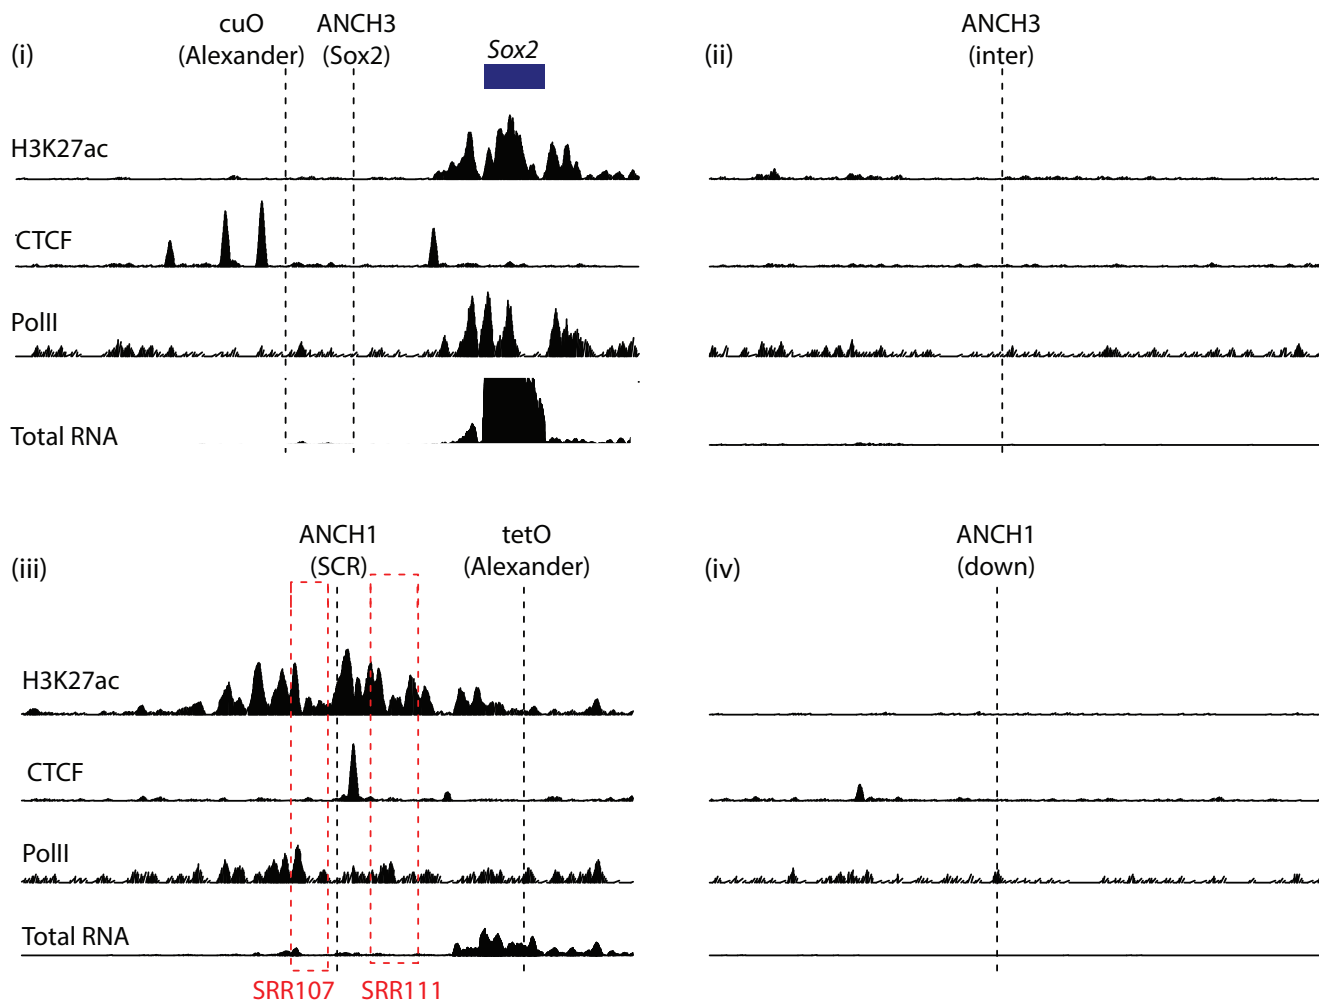 cuO
(Alexander)
ANCH3
(Sox2)
Sox2
(i)
H3K27ac
CTCF
PolII
Total RNA
ANCH3
(inter)
(ii)
ANCH1
(SCR)
tetO
(Alexander)
(iii)
H3K27ac
CTCF
PolII
Total RNA
SRR107
SRR111
ANCH1
(down)
(iv)